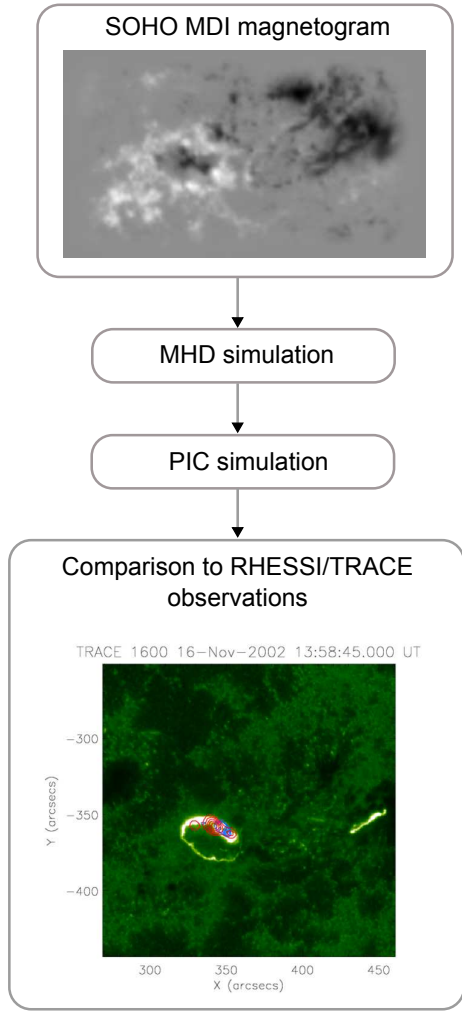 SOHO MDI magnetogram
MHD simulation
PIC simulation
Comparison to RHESSI/TRACE
observations
TRACE 1600 16-Nov-2002 13:58:45.000 UT
-300
-350
-400
Y (arcsecs)
300 350 400 450
X (arcsecs)